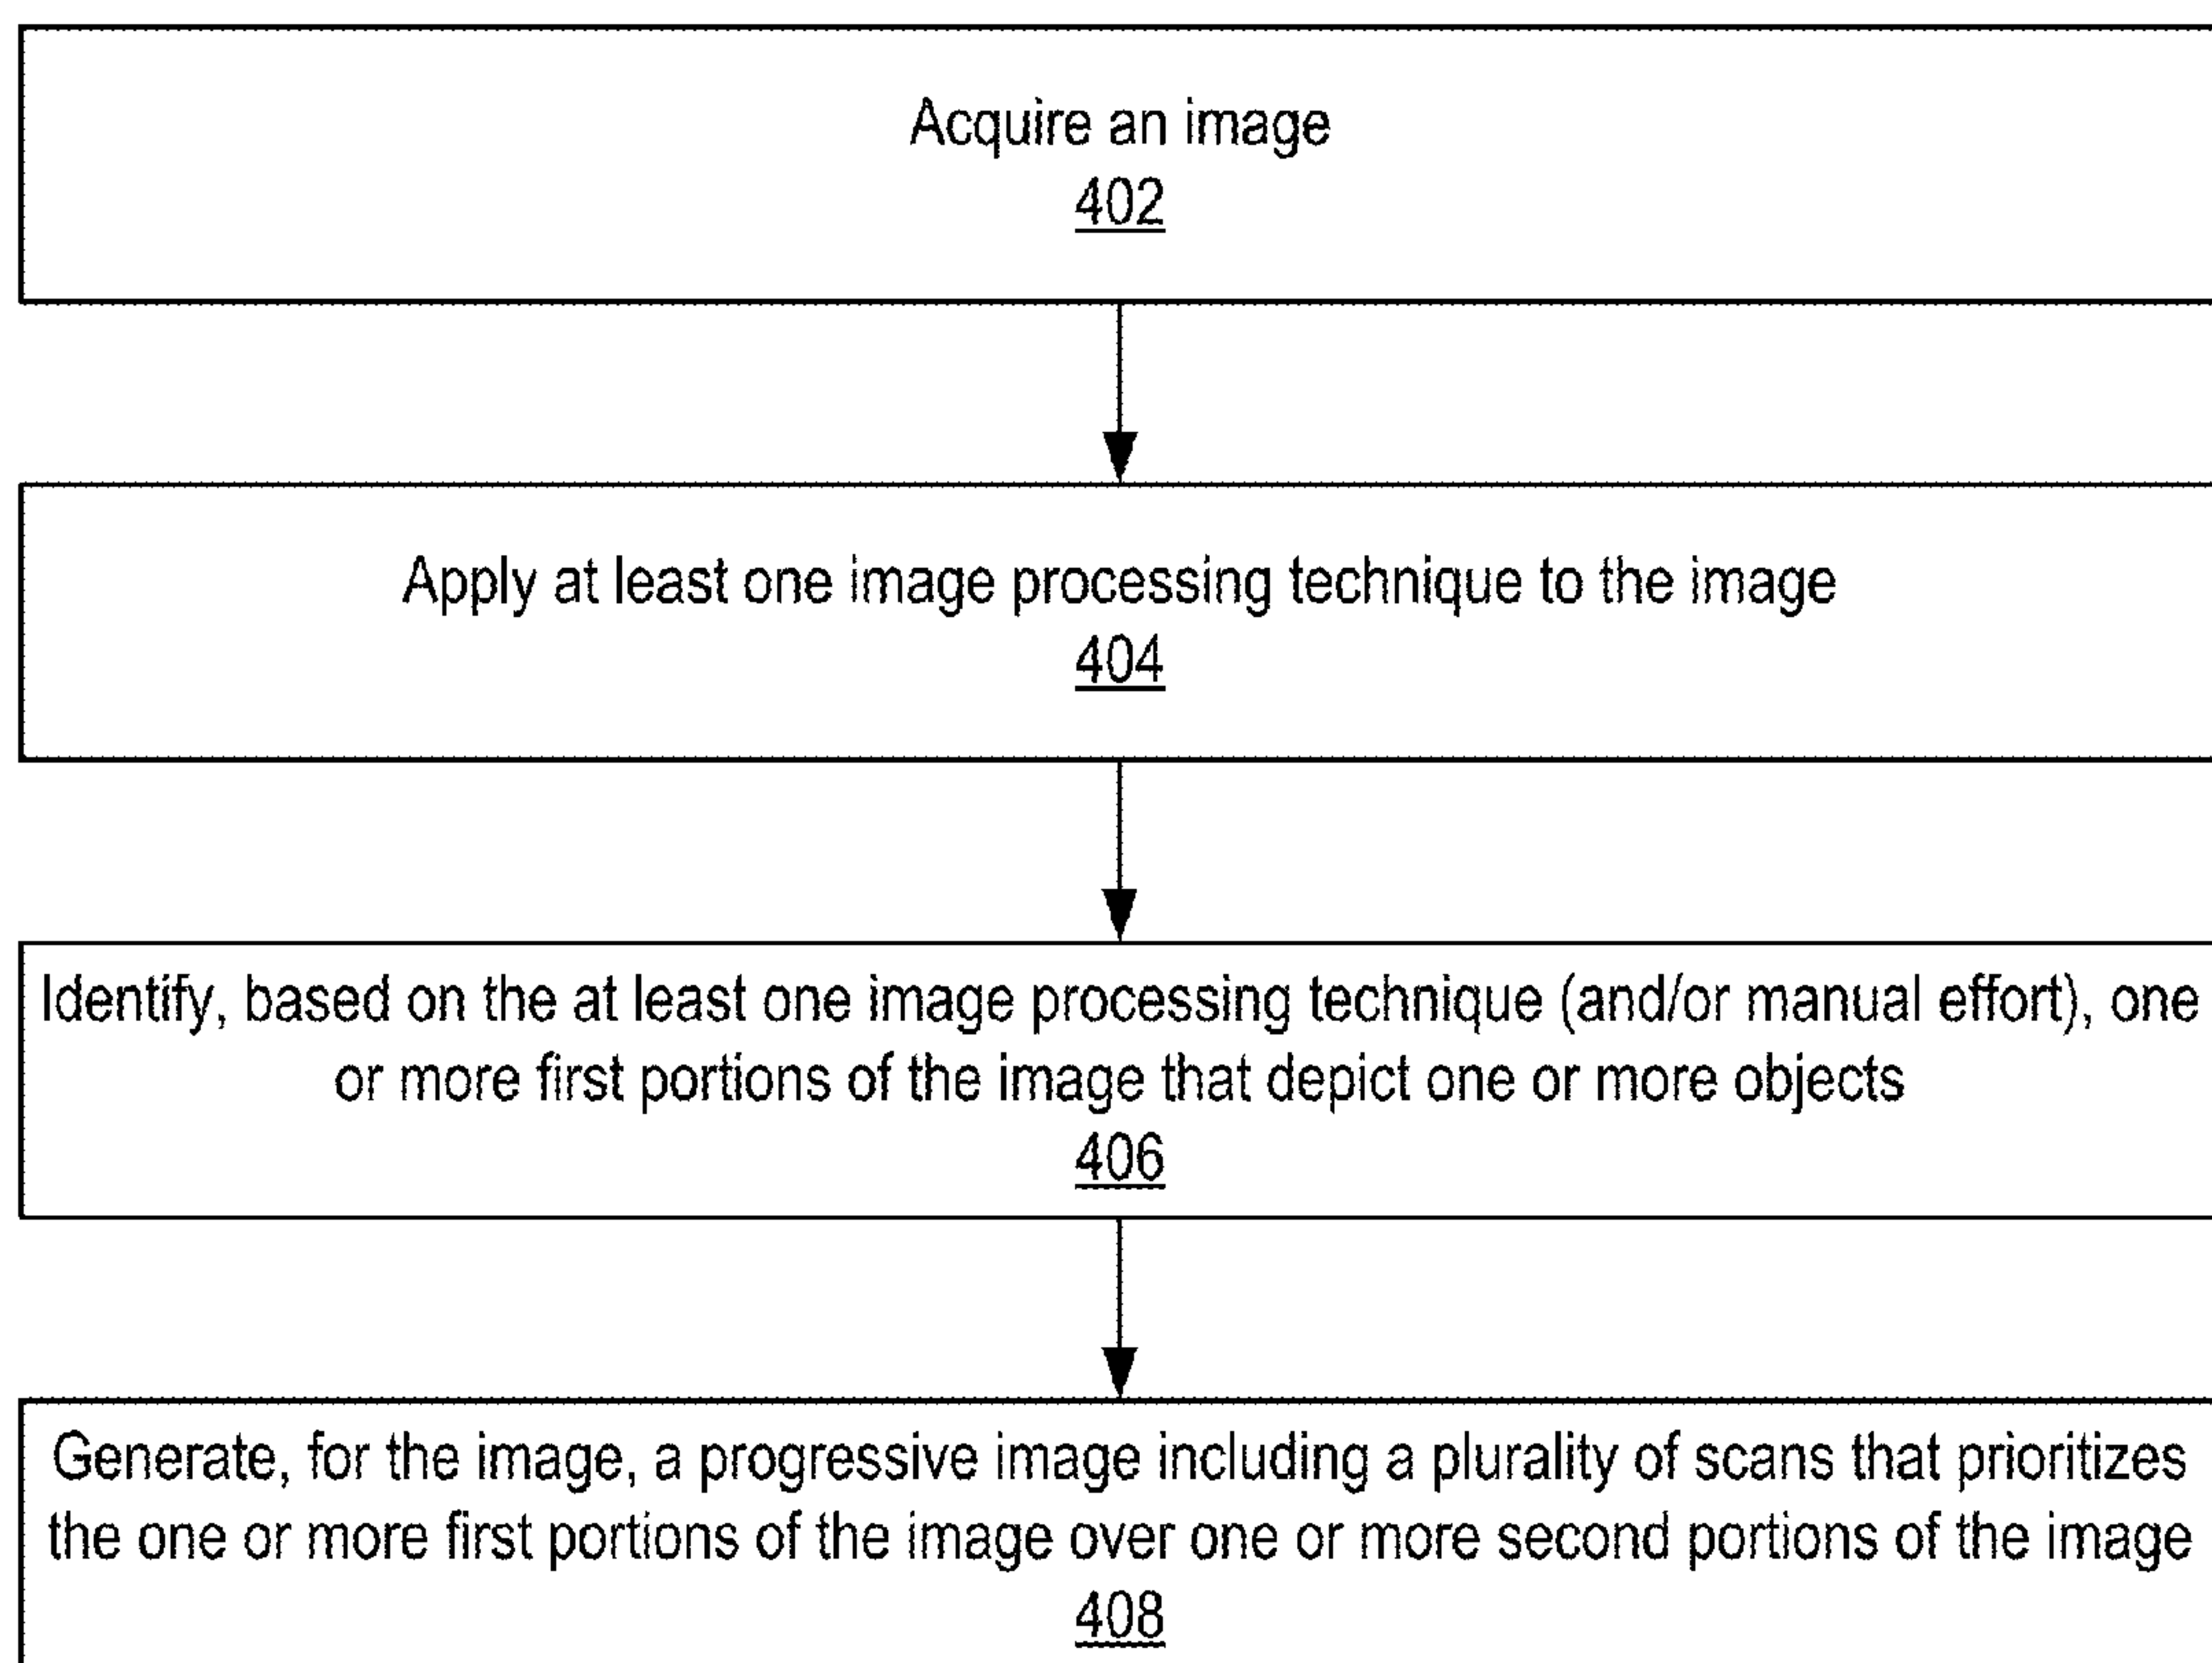 Acquire an image
402
Apply at least one image processing technique to the image
404
Identify, based on the at least one image processing technique (and/or manual effort), one
or more first portions of the image that depict one or more objects
406
Generate, for the image, a progressive image including a plurality of scans that prioritizes
the one or more first portions of the image over one or more second portions of the image
408